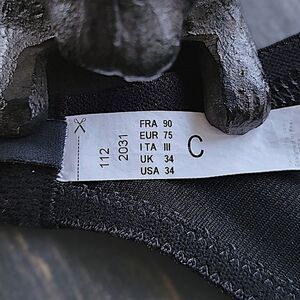 112
2031
FRA 90
EUR 75
ITA III
UK 34
USA 34
C